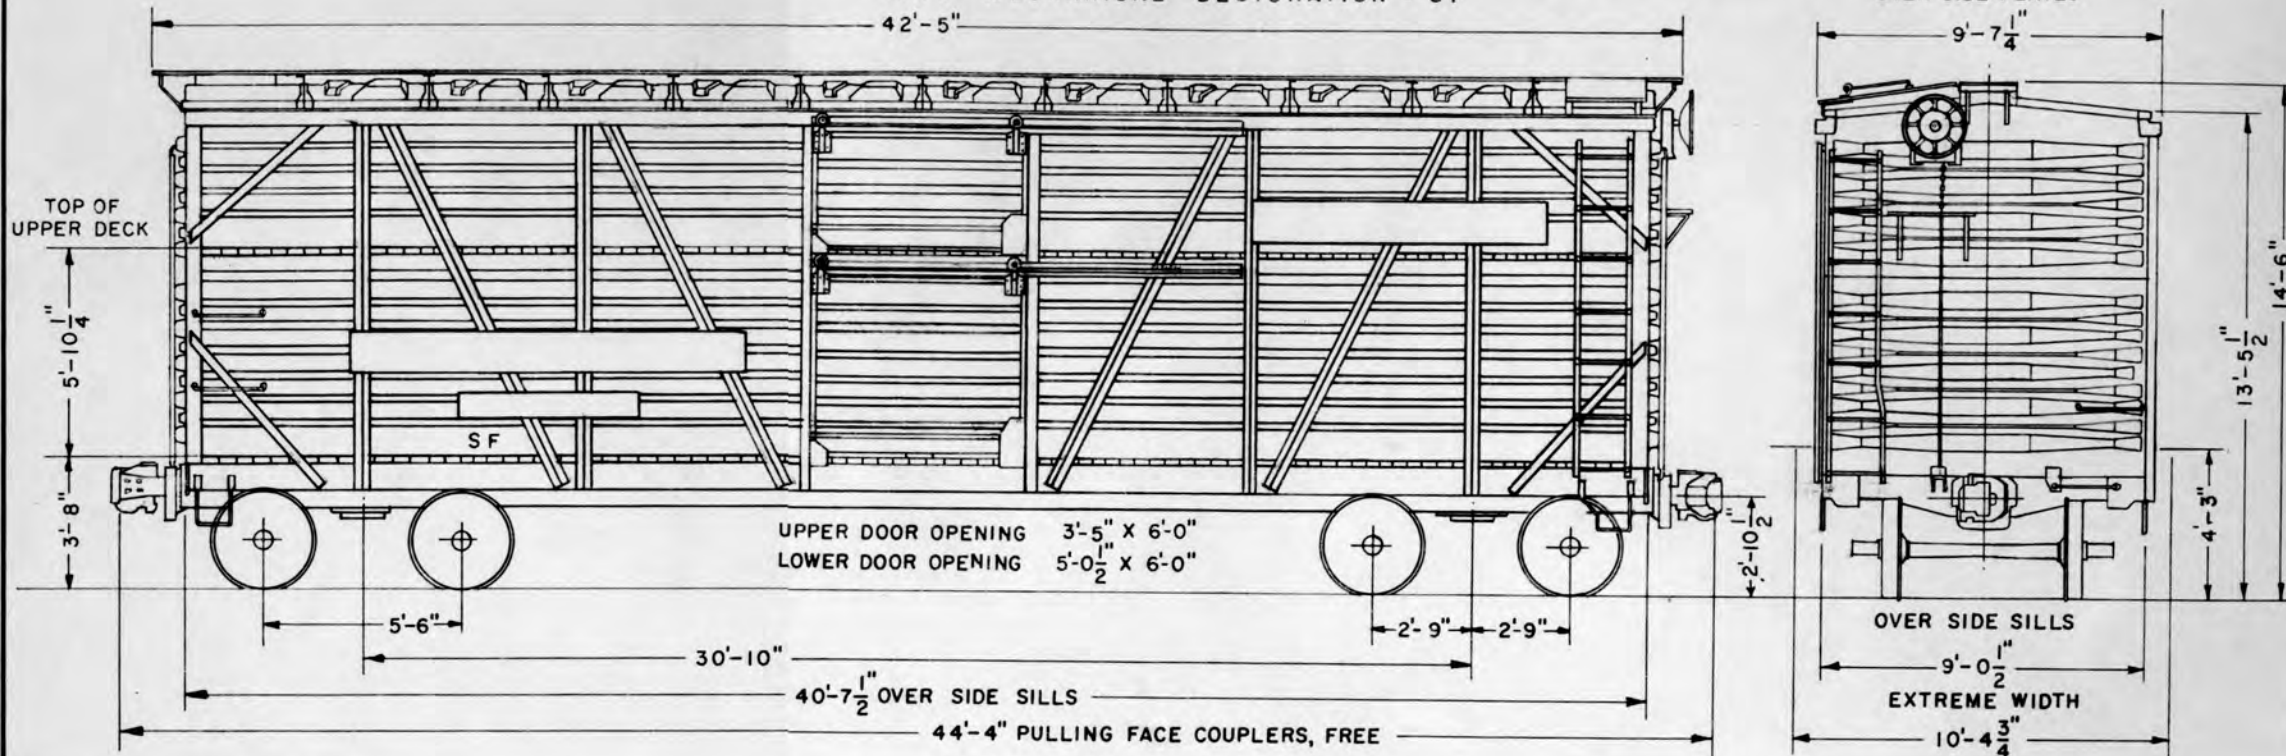 42'-5"
9'-7 1/4"
TOP OF
UPPER DECK
5'-10 1/4"
3'-8"
SF
UPPER DOOR OPENING 3'-5" X 6'-0"
LOWER DOOR OPENING 5'-0 1/2" X 6'-0"
2'-10 1/2"
4'-3"
13'-5 1/2"
14'-6"
5'-6"
2'-9"
2'-9"
30'-10"
40'-7 1/2" OVER SIDE SILLS
44'-4" PULLING FACE COUPLERS, FREE
OVER SIDE SILLS
9'-0 1/2"
EXTREME WIDTH
10'-4 3/4"